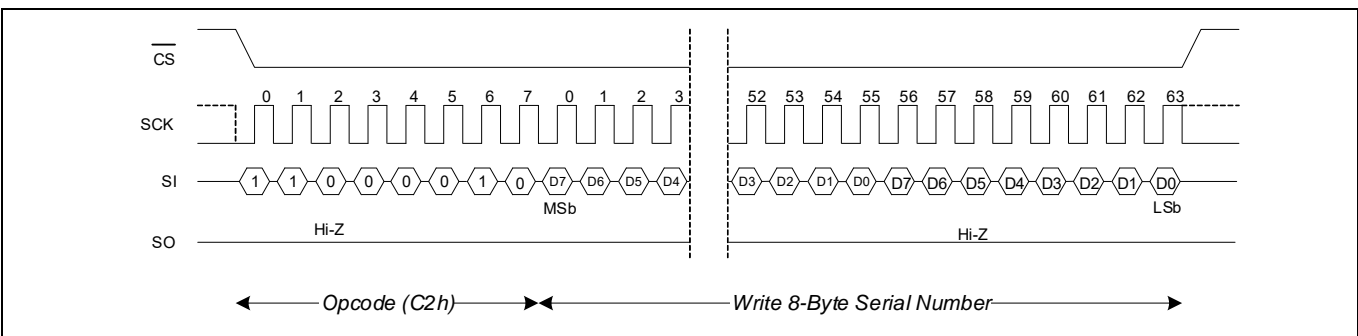 CS
0 1 2 3 4 5 6 7 0 1 2 3 52 53 54 55 56 57 58 59 60 61 62 63
SCK
SI 1 1 0 0 0 0 1 0 D7 D6 D5 D4 D3 D2 D1 D0 D7 D6 D5 D4 D3 D2 D1 D0
MSb LSb
Hi-Z Hi-Z
SO
Opcode (C2h) Write 8-Byte Serial Number